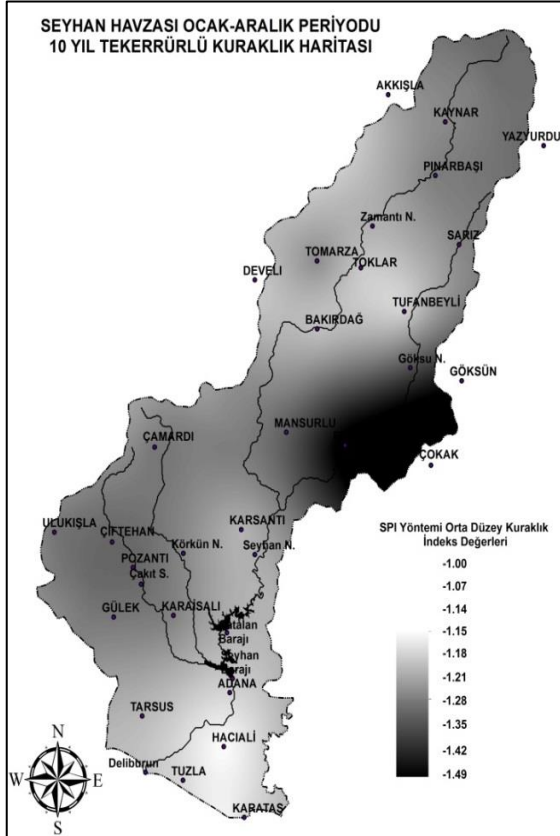 SEYHAN HAVZASI OCAK-ARALIK PERİYODU
10 YIL TEKERRÜRLÜ KURAKLIK HARİTASI
AKKIŞLA
KAYNAR
YAZYURDU
PINARBAŞI
Zamantı N.
SARIZ
TOMARZA
TOKLAR
DEVELİ
TUFANBEYLİ
BAKIRDAĞ
Göksu N.
GÖKSÜN
MANSURLU
ÇAMARDI
ÇOKAK
SPI Yöntemi Orta Düzey Kuraklık
İndeks Değerleri
ULUKIŞLA
ÇİFTEHAN
KARSANTI
Körkün N.
Seyhan N.
POZANTI
Çakıt S.
GÜLEK
KARAİSALI
Barajı
ADANA
TARSUS
HACIALİ
Deliburun
TUZLA
KARATAŞ
-1.00
-1.07
-1.14
-1.15
-1.18
-1.21
-1.28
-1.35
-1.42
-1.49
N
W
E
S